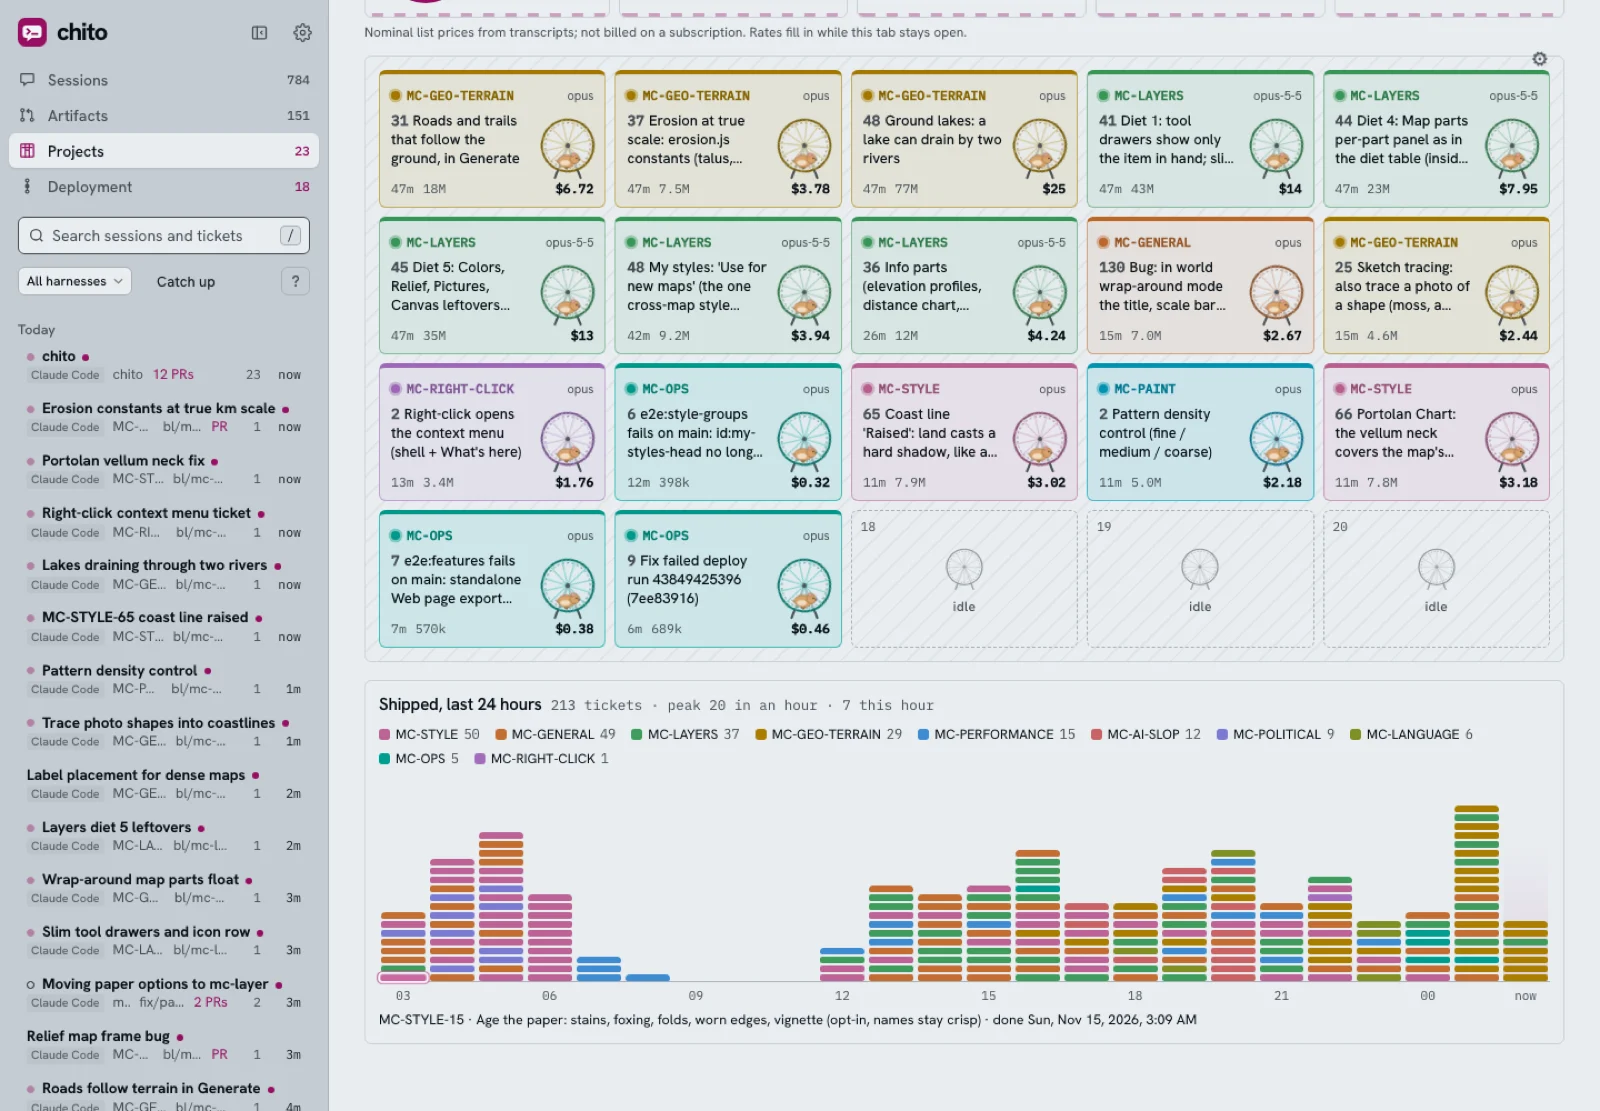 chito
Sessions 784
Artifacts 151
Projects 23
Deployment 18
Search sessions and tickets /
All harnesses Catch up ?
Today
chito
Claude Code chito 12 PRs 23 now
Erosion constants at true km scale
Claude Code MC-... bl/m... PR 1 now
Portolan vellum neck fix
Claude Code MC-ST... bl/mc-... 1 now
Right-click context menu ticket
Claude Code MC-RI... bl/mc-... 1 now
Lakes draining through two rivers
Claude Code MC-GE... bl/mc-... 1 now
MC-STYLE-65 coast line raised
Claude Code MC-ST... bl/mc-... 1 now
Pattern density control
Claude Code MC-P... bl/mc-... 1 1m
Trace photo shapes into coastlines
Claude Code MC-GE... bl/mc-... 1 1m
Label placement for dense maps
Claude Code MC-GE... bl/mc-... 1 2m
Layers diet 5 leftovers
Claude Code MC-LA... bl/mc-l... 1 2m
Wrap-around map parts float
Claude Code MC-G... bl/mc-... 1 3m
Slim tool drawers and icon row
Claude Code MC-LA... bl/mc-l... 1 3m
Moving paper options to mc-layer
Claude Code m.. fix/pa... 2 PRs 2 3m
Relief map frame bug
Claude Code MC-... bl/m... PR 1 3m
Roads follow terrain in Generate
Claude Code MC-GE... bl/mc-... 1 4m
Nominal list prices from transcripts; not billed on a subscription. Rates fill in while this tab stays open.
MC-GEO-TERRAIN opus
31 Roads and trails
that follow the
ground, in Generate
47m 18M $6.72
MC-GEO-TERRAIN opus
37 Erosion at true
scale: erosion.js
constants (talus,...
47m 7.5M $3.78
MC-GEO-TERRAIN opus
48 Ground lakes: a
lake can drain by two
rivers
47m 77M $25
MC-LAYERS opus-5-5
41 Diet 1: tool
drawers show only
the item in hand; sli...
47m 43M $14
MC-LAYERS opus-5-5
44 Diet 4: Map parts
per-part panel as in
the diet table (insid...
47m 23M $7.95
MC-LAYERS opus-5-5
45 Diet 5: Colors,
Relief, Pictures,
Canvas leftovers...
47m 35M $13
MC-LAYERS opus-5-5
48 My styles: 'Use for
new maps' (the one
cross-map style...
42m 9.2M $3.94
MC-LAYERS opus-5-5
36 Info parts
(elevation profiles,
distance chart,...
26m 12M $4.24
MC-GENERAL opus
130 Bug: in world
wrap-around mode
the title, scale bar...
15m 7.0M $2.67
MC-GEO-TERRAIN opus
25 Sketch tracing:
also trace a photo of
a shape (moss, a...
15m 4.6M $2.44
MC-RIGHT-CLICK opus
2 Right-click opens
the context menu
(shell + What's here)
13m 3.4M $1.76
MC-OPS opus
6 e2e:style-groups
fails on main: id:my-
styles-head no long...
12m 398k $0.32
MC-STYLE opus
65 Coast line
'Raised': land casts a
hard shadow, like a...
11m 7.9M $3.02
MC-PAINT opus
2 Pattern density
control (fine /
medium / coarse)
11m 5.0M $2.18
MC-STYLE opus
66 Portolan Chart:
the vellum neck
covers the map's...
11m 7.8M $3.18
MC-OPS opus
7 e2e:features fails
on main: standalone
Web page export...
7m 570k $0.38
MC-OPS opus
9 Fix failed deploy
run 43849425396
(7ee83916)
6m 689k $0.46
18
idle
19
idle
20
idle
Shipped, last 24 hours 213 tickets · peak 20 in an hour · 7 this hour
MC-STYLE 50 MC-GENERAL 49 MC-LAYERS 37 MC-GEO-TERRAIN 29 MC-PERFORMANCE 15 MC-AI-SLOP 12 MC-POLITICAL 9 MC-LANGUAGE 6
MC-OPS 5 MC-RIGHT-CLICK 1
03 06 09 12 15 18 21 00 now
MC-STYLE-15 · Age the paper: stains, foxing, folds, worn edges, vignette (opt-in, names stay crisp) · done Sun, Nov 15, 2026, 3:09 AM